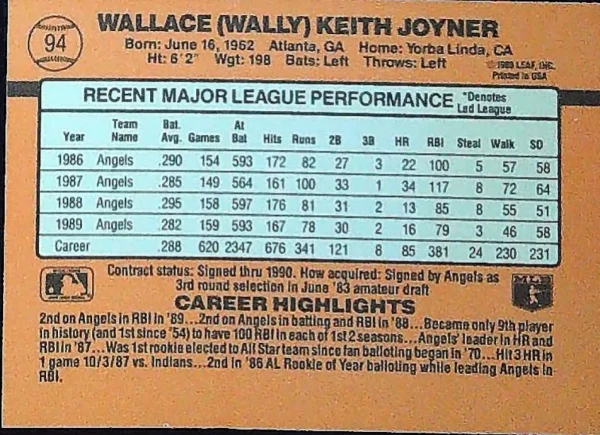 94
WALLACE (WALLY) KEITH JOYNER
Born: June 16, 1962 Atlanta, GA Home: Yorba Linda, CA
Ht: 6'2" Wgt: 198 Bats: Left Throws: Left
© 1989 LEAF, INC.
Printed in USA
RECENT MAJOR LEAGUE PERFORMANCE *Denotes Led League
Year Team Name Bat. Avg. Games At Bat Hits Runs 2B 3B HR RBI Steal Walk SO
1986 Angels .290 154 593 172 82 27 3 22 100 5 57 58
1987 Angels .285 149 564 161 100 33 1 34 117 8 72 64
1988 Angels .295 158 597 176 81 31 2 13 85 8 55 51
1989 Angels .282 159 593 167 78 30 2 16 79 3 46 58
Career .288 620 2347 676 341 121 8 85 381 24 230 231
Contract status: Signed thru 1990. How acquired: Signed by Angels as
3rd round selection in June '83 amateur draft
CAREER HIGHLIGHTS
2nd on Angels in RBI in '89...2nd on Angels in batting and RBI in '88...Became only 9th player
in history (and 1st since '54) to have 100 RBI in each of 1st 2 seasons...Angels' leader in HR and
RBI in '87...Was 1st rookie elected to All Star team since fan balloting began in '70...Hit 3 HR in
1 game 10/3/87 vs. Indians...2nd in '86 AL Rookie of Year balloting while leading Angels in
RBI.